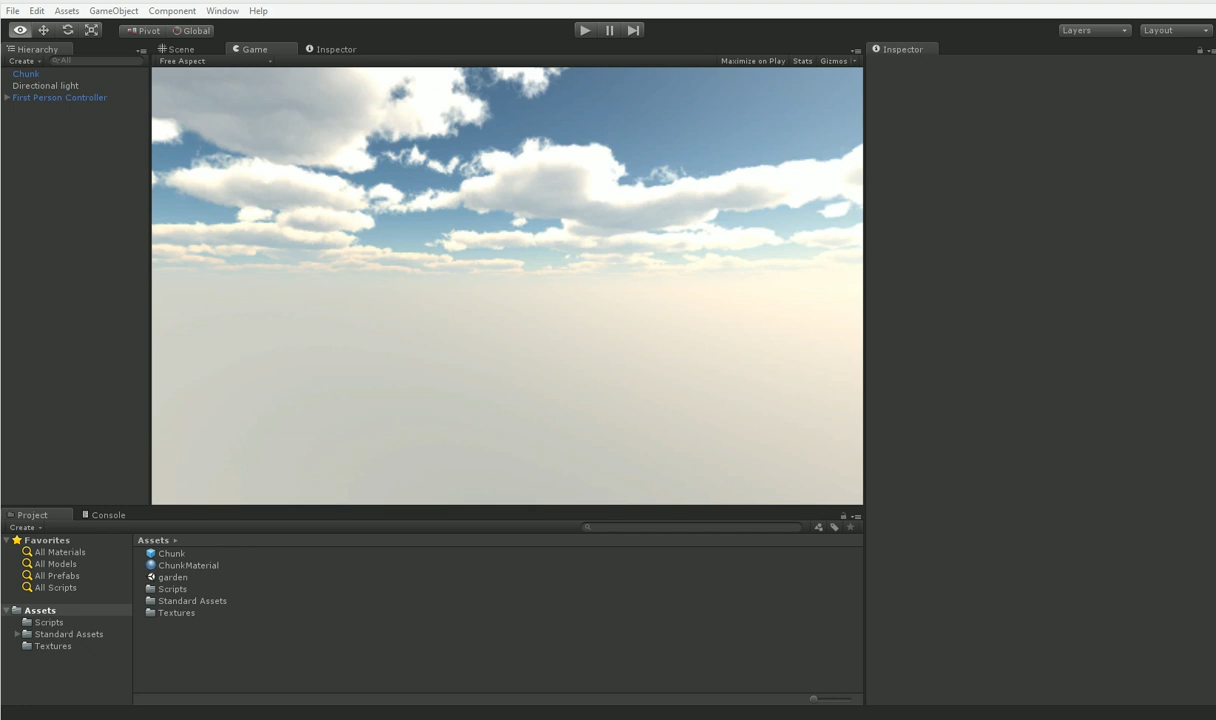 File Edit Assets GameObject Component Window Help
Pivot Global Layers Layout
Hierarchy Scene Game Inspector Inspector
Create All Free Aspect Maximize on Play Stats Gizmos
Chunk
Directional light
First Person Controller
Project Console
Create
Favorites
All Materials
All Models
All Prefabs
All Scripts
Assets
Scripts
Standard Assets
Textures
Assets
Chunk
ChunkMaterial
garden
Scripts
Standard Assets
Textures